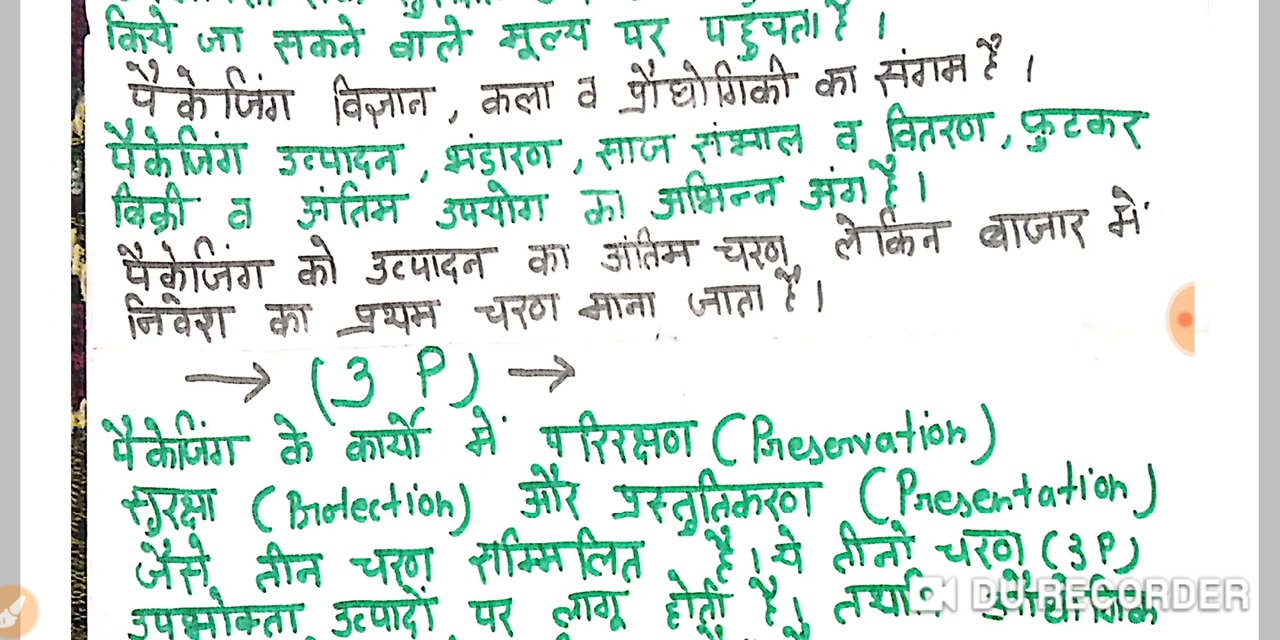 किये जा सकने वाले मूल्य पर पहुंचता है ।
पैकेजिंग विज्ञान, कला व प्रौद्योगिकी का संगम है ।
पैकेजिंग उत्पादन, भंडारण, साज संभाल व वितरण, फुटकर
बिक्री व अंतिम उपयोग का अभिन्न अंग है ।
पैकेजिंग को उत्पादन का अंतिम चरण, लेकिन बाजार में
का प्रथम चरण माना जाता है ।
→ (3 P) →
पैकेजिंग के कार्यो में परिरक्षण (Preservation)
सुरक्षा (Protection) और प्रस्तुतिकरण (Presentation)
जैसे तीन चरण सम्मिलित है । ये तीनो चरण (3 P)
उपभोक्ता उत्पादों पर लागू होती है,
DU RECORDER